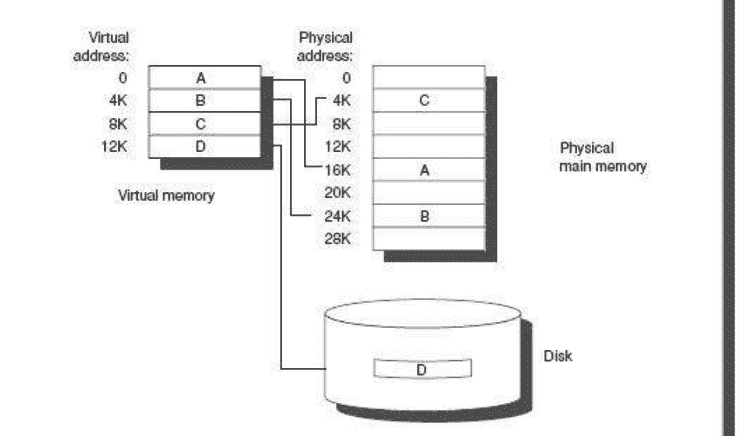 Virtual
address:
0
A
4K
B
8K
C
12K
D
Virtual memory
Physical
address:
0
4K
C
8K
12K
16K
A
20K
24K
B
28K
Physical
main memory
Disk
D